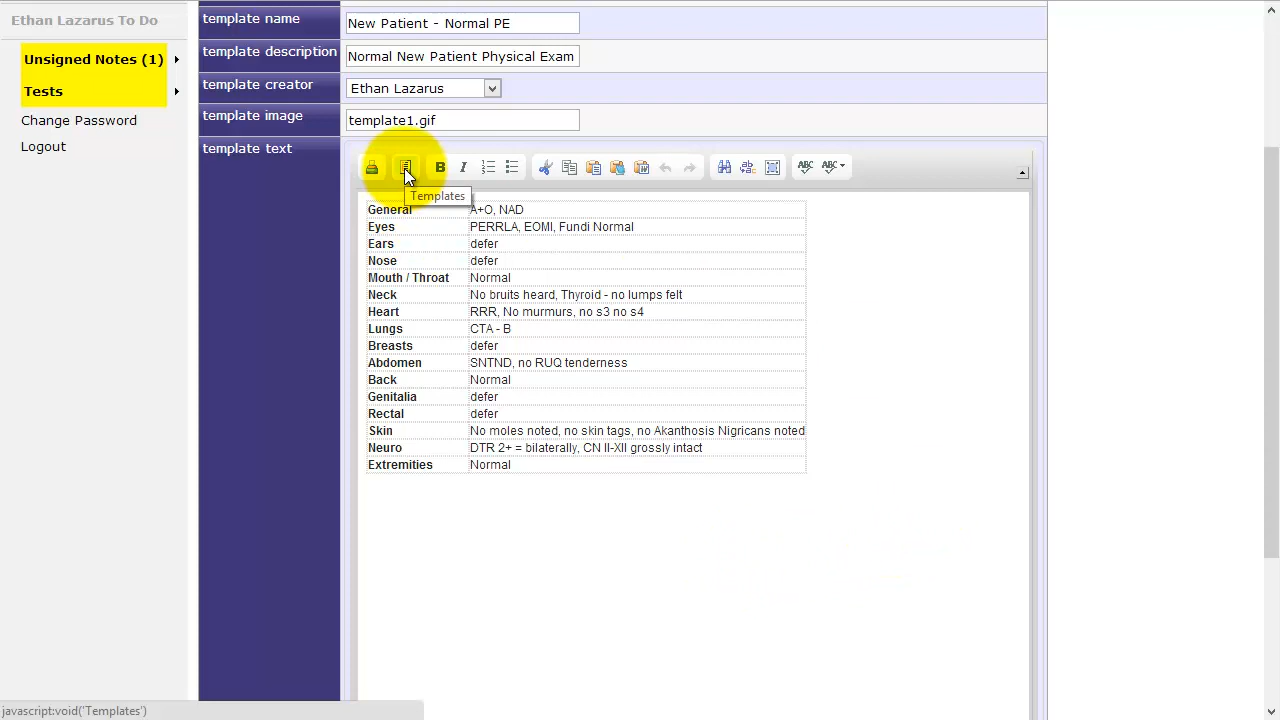 Ethan Lazarus To Do
Unsigned Notes (1)
Tests
Change Password
Logout
template name New Patient - Normal PE
template description Normal New Patient Physical Exam
template creator Ethan Lazarus
template image template1.gif
template text
B I ABC ABC
Templates
General A+O, NAD
Eyes PERRLA, EOMI, Fundi Normal
Ears defer
Nose defer
Mouth / Throat Normal
Neck No bruits heard, Thyroid - no lumps felt
Heart RRR, No murmurs, no s3 no s4
Lungs CTA - B
Breasts defer
Abdomen SNTND, no RUQ tenderness
Back Normal
Genitalia defer
Rectal defer
Skin No moles noted, no skin tags, no Akanthosis Nigricans noted
Neuro DTR 2+ = bilaterally, CN II-XII grossly intact
Extremities Normal
javascript:void('Templates')